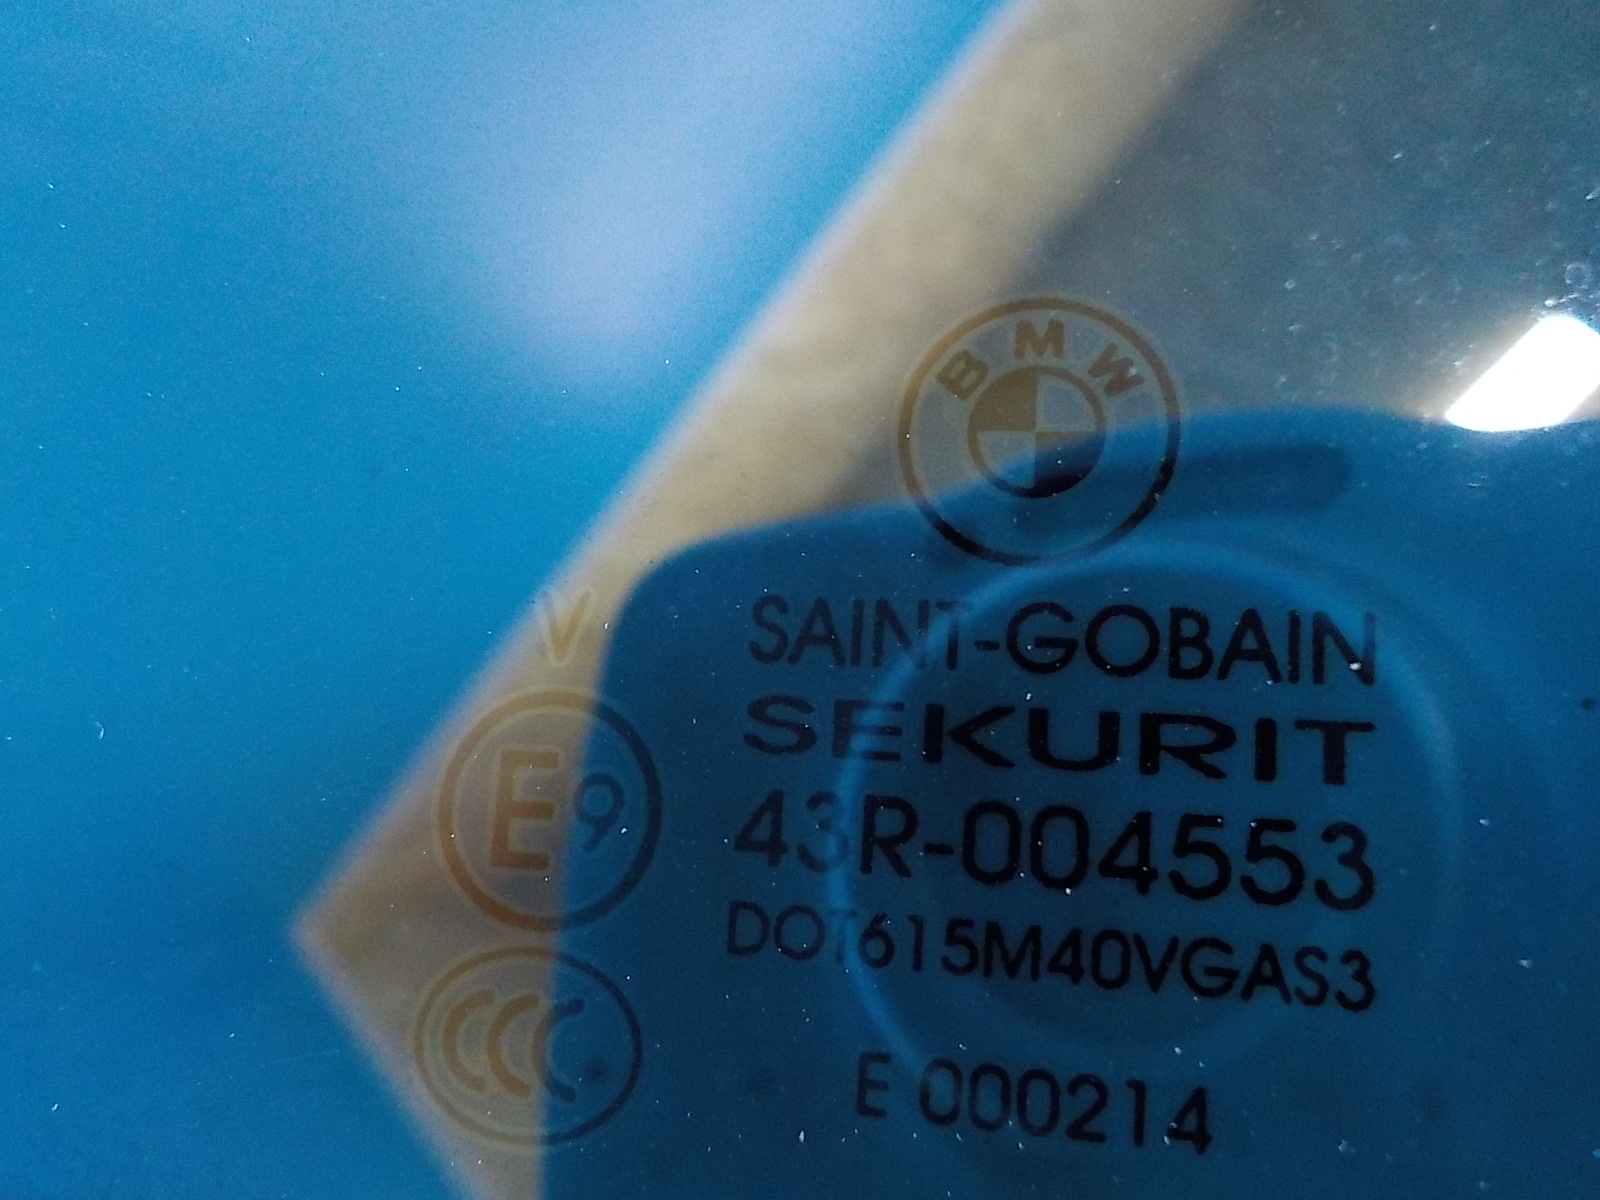 BMW
SAINT-GOBAIN
SEKURIT
V
E9
43R-004553
DOT615M40VGAS3
CCC
E 000214